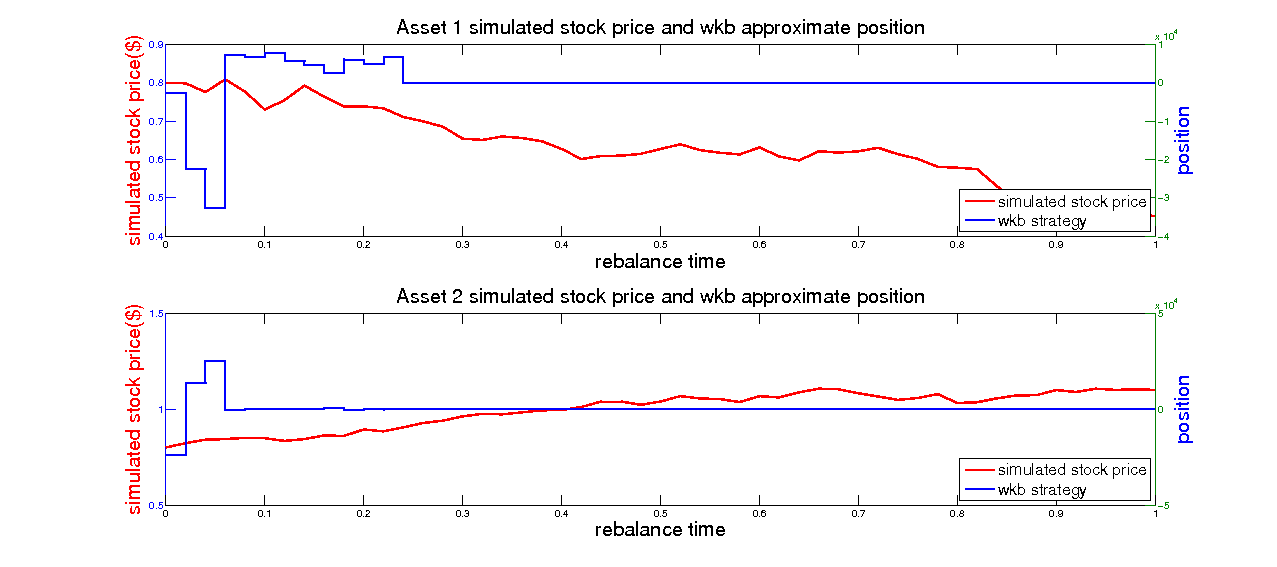 Asset 1 simulated stock price and wkb approximate position
x 10^4
simulated stock price($)
0.9
0.8
0.7
0.6
0.5
0.4
1
0
−1
−2
−3
−4
position
simulated stock price
wkb strategy
0 0.1 0.2 0.3 0.4 0.5 0.6 0.7 0.8 0.9 1
rebalance time
Asset 2 simulated stock price and wkb approximate position
x 10^4
simulated stock price($)
1.5
1
0.5
5
0
−5
position
simulated stock price
wkb strategy
0 0.1 0.2 0.3 0.4 0.5 0.6 0.7 0.8 0.9 1
rebalance time